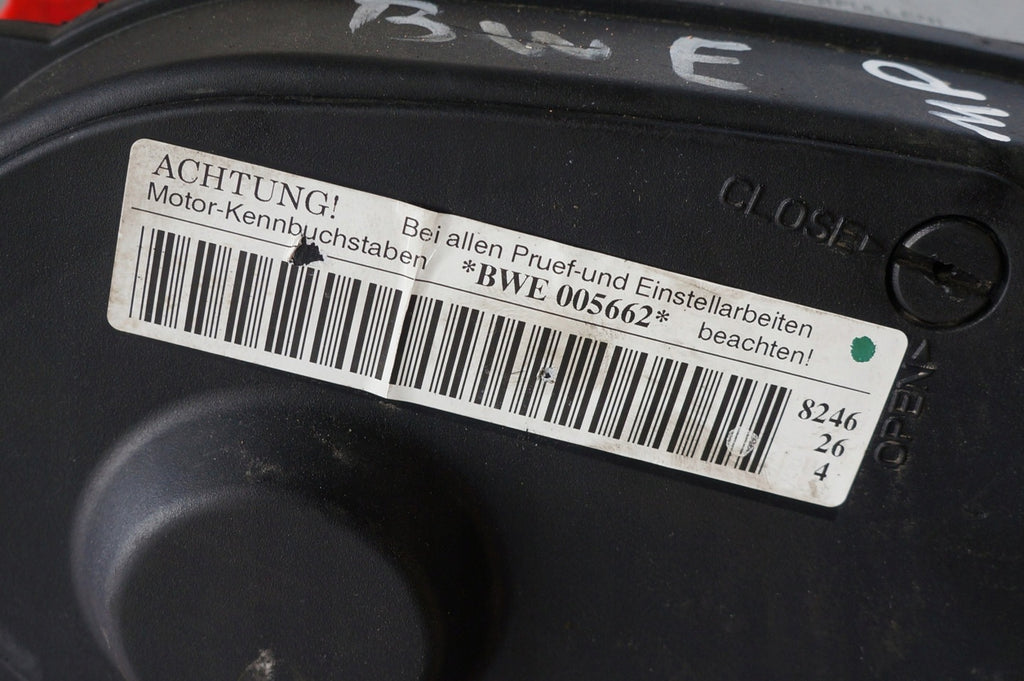 BWE
MP
ACHTUNG! Bei allen Pruef-und Einstellarbeiten
Motor-Kennbuchstaben *BWE 005662* beachten!
8246
26
4
CLOSE
OPEN